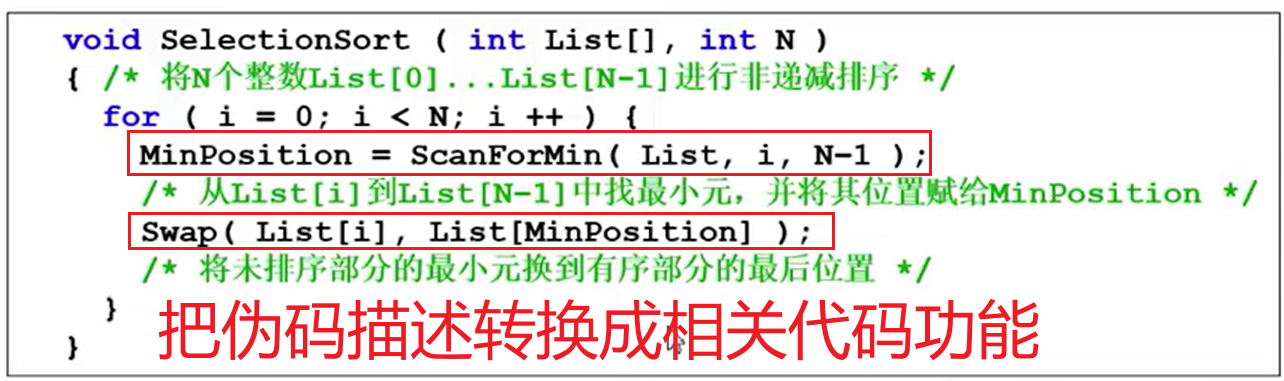 void SelectionSort ( int List[], int N )
{ /* 将N个整数List[0]...List[N-1]进行非递减排序 */
for ( i = 0; i < N; i ++ ) {
MinPosition = ScanForMin( List, i, N-1 );
/* 从List[i]到List[N-1]中找最小元，并将其位置赋给MinPosition */
Swap( List[i], List[MinPosition] );
/* 将未排序部分的最小元换到有序部分的最后位置 */
}
把伪码描述转换成相关代码功能
}